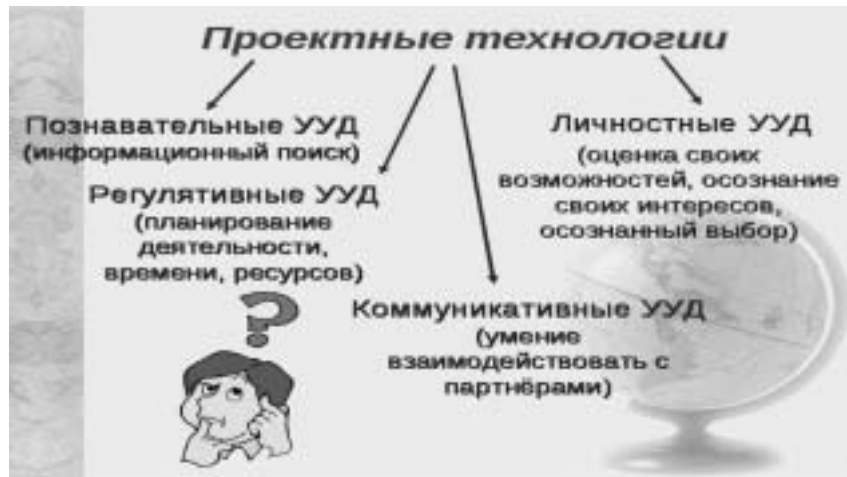 Проектные технологии
Познавательные УУД
(информационный поиск)
Регулятивные УУД
(планирование
деятельности,
времени, ресурсов)
Коммуникативные УУД
(умение
взаимодействовать с
партнёрами)
Личностные УУД
(оценка своих
возможностей, осознание
своих интересов,
осознанный выбор)
?